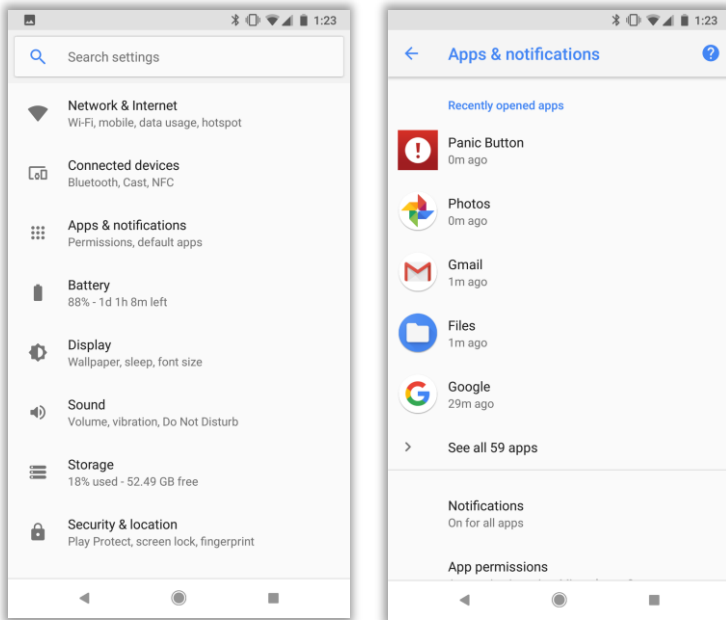 1:23
Search settings
Network & Internet
Wi-Fi, mobile, data usage, hotspot
Connected devices
Bluetooth, Cast, NFC
Apps & notifications
Permissions, default apps
Battery
88% - 1d 1h 8m left
Display
Wallpaper, sleep, font size
Sound
Volume, vibration, Do Not Disturb
Storage
18% used - 52.49 GB free
Security & location
Play Protect, screen lock, fingerprint
1:23
Apps & notifications
Recently opened apps
Panic Button
0m ago
Photos
0m ago
Gmail
1m ago
Files
1m ago
Google
29m ago
See all 59 apps
Notifications
On for all apps
App permissions